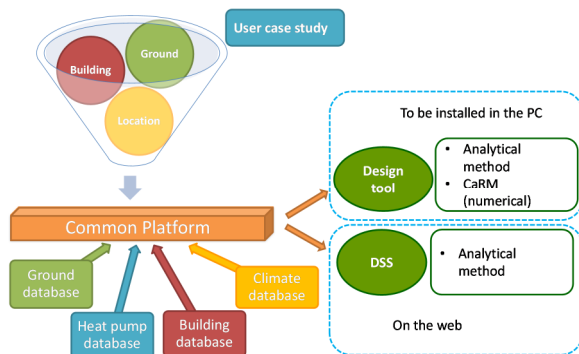 User case study
Ground
Building
Location
To be installed in the PC
Design
tool
• Analytical
method
• CaRM
(numerical)
Common Platform
DSS
• Analytical
method
Ground
database
Climate
database
Heat pump
database
Building
database
On the web